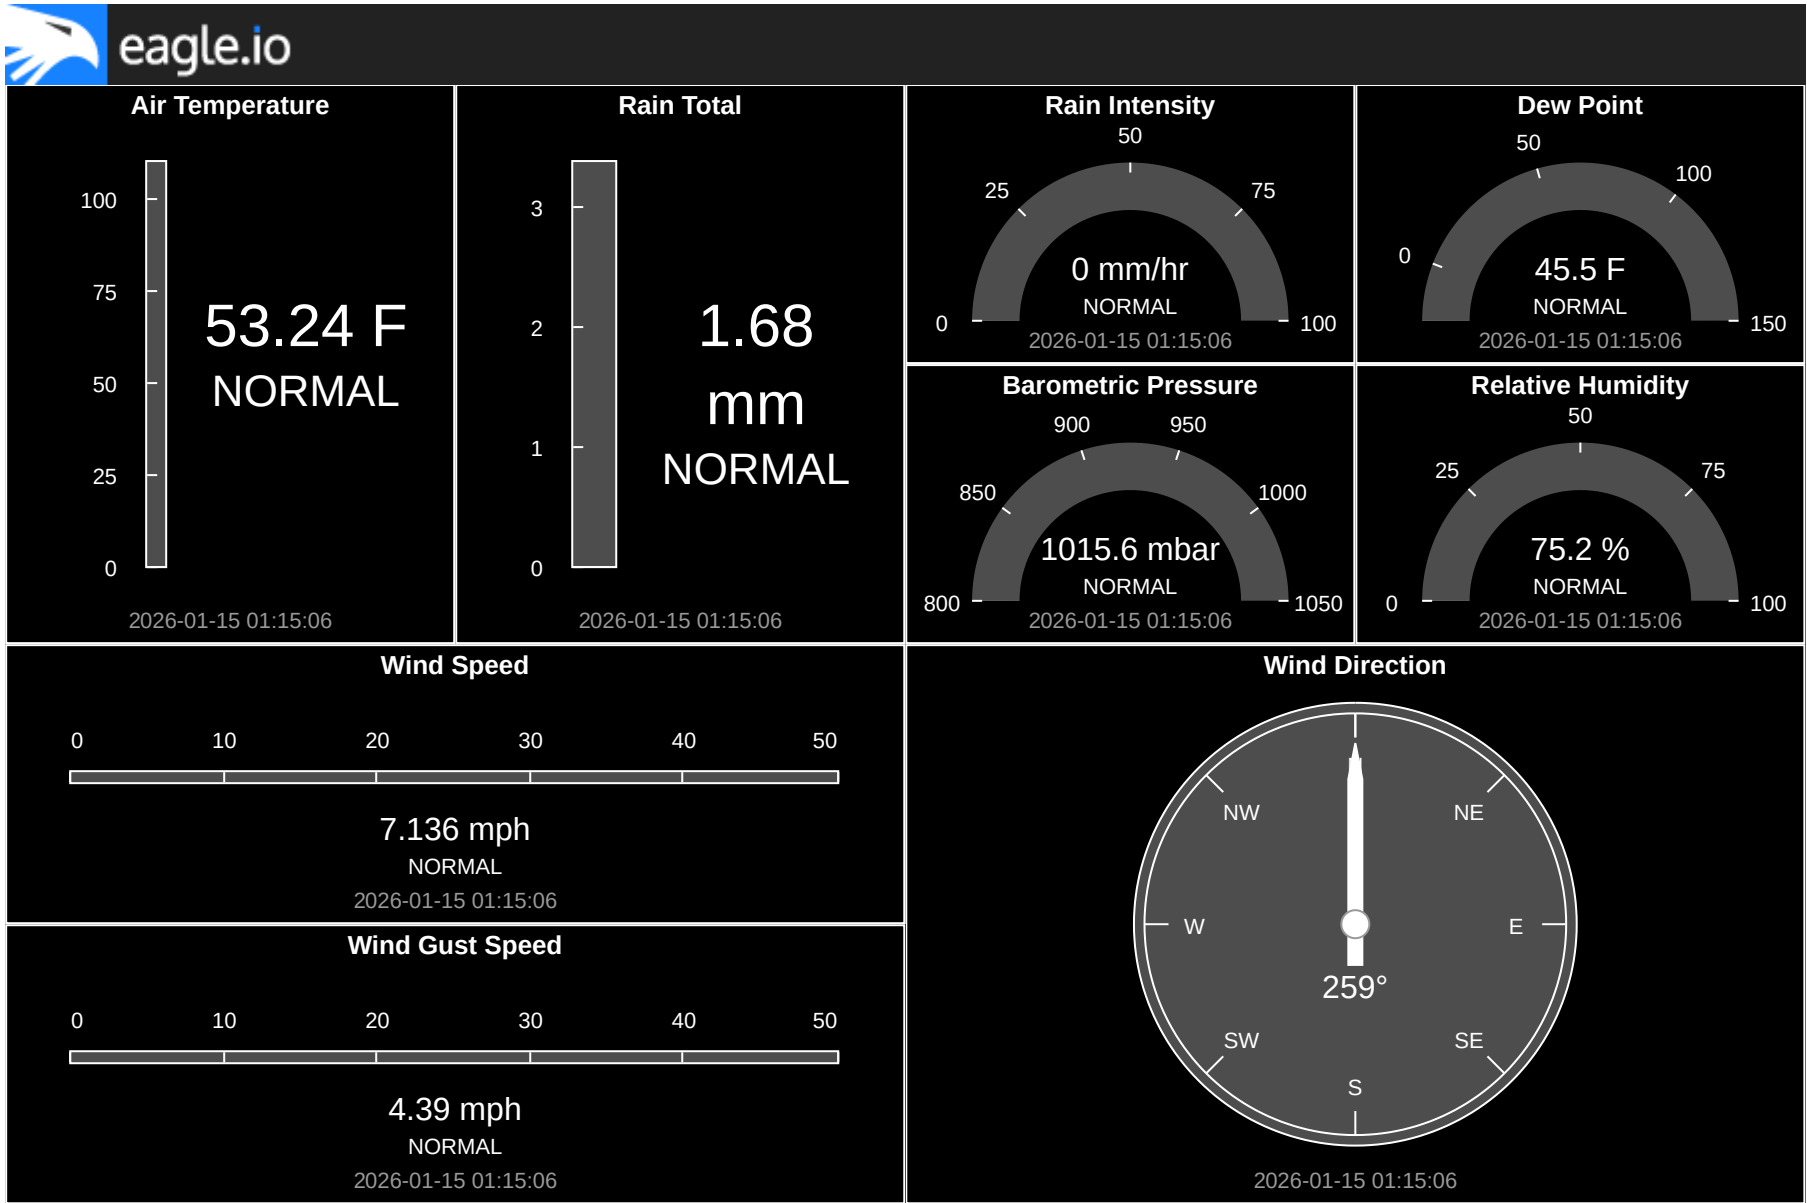 eagle.io
Air Temperature
100
75
50
25
0
53.24 F
NORMAL
2026-01-15 01:15:06
Rain Total
3
2
1
0
1.68
mm
NORMAL
2026-01-15 01:15:06
Rain Intensity
50
25
75
0
100
0 mm/hr
NORMAL
2026-01-15 01:15:06
Dew Point
50
100
0
150
45.5 F
NORMAL
2026-01-15 01:15:06
Barometric Pressure
900
950
850
1000
800
1050
1015.6 mbar
NORMAL
2026-01-15 01:15:06
Relative Humidity
50
25
75
0
100
75.2 %
NORMAL
2026-01-15 01:15:06
Wind Speed
0 10 20 30 40 50
7.136 mph
NORMAL
2026-01-15 01:15:06
Wind Gust Speed
0 10 20 30 40 50
4.39 mph
NORMAL
2026-01-15 01:15:06
Wind Direction
NW NE
W E
259°
SW SE
S
2026-01-15 01:15:06